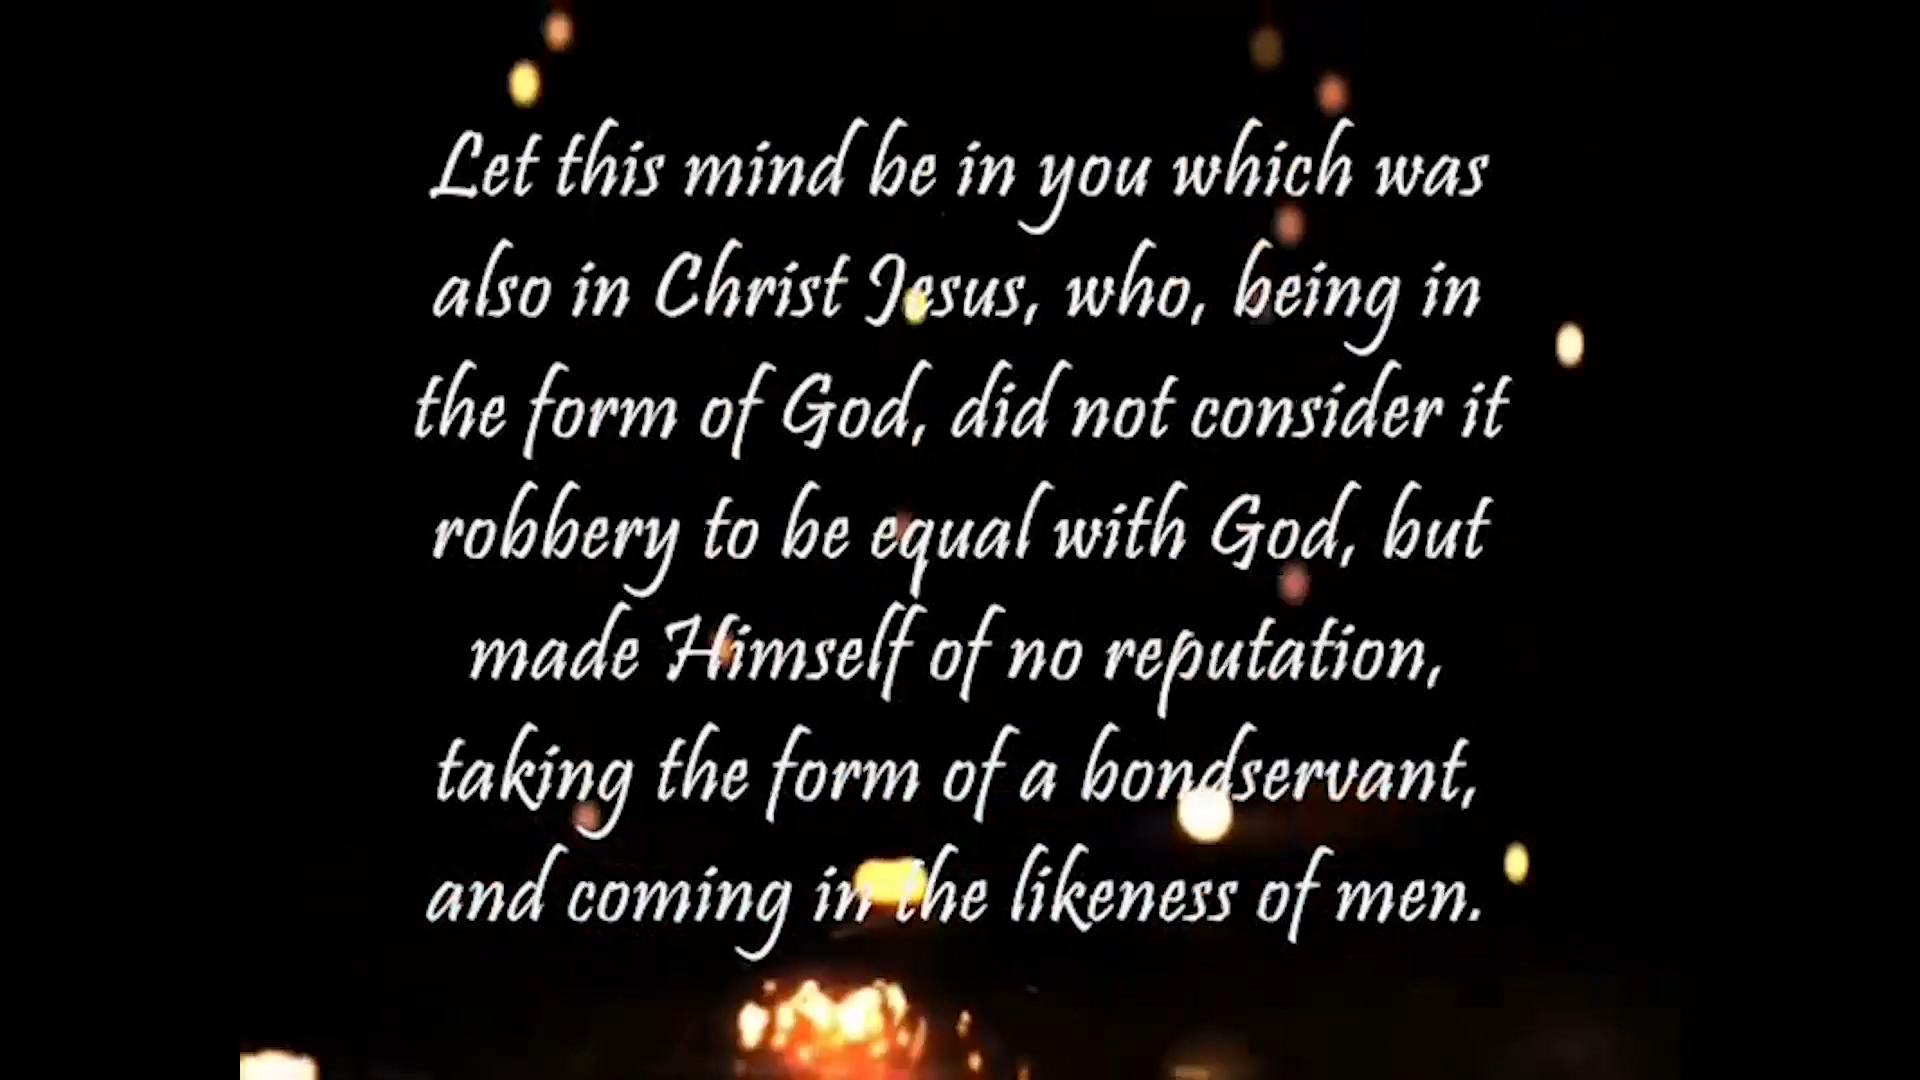 Let this mind be in you which was
also in Christ Jesus, who, being in
the form of God, did not consider it
robbery to be equal with God, but
made Himself of no reputation,
taking the form of a bondservant,
and coming in the likeness of men.